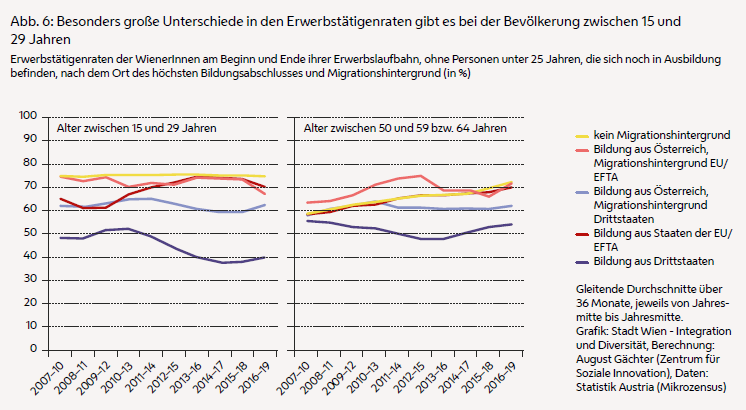 Abb. 6: Besonders große Unterschiede in den Erwerbstätigenraten gibt es bei der Bevölkerung zwischen 15 und
29 Jahren
Erwerbstätigenraten der WienerInnen am Beginn und Ende ihrer Erwerbslaufbahn, ohne Personen unter 25 Jahren, die sich noch in Ausbildung
befinden, nach dem Ort des höchsten Bildungsabschlusses und Migrationshintergrund (in %)
100
90
80
70
60
50
40
30
20
10
0
Alter zwischen 15 und 29 Jahren
2007–10
2008–11
2009–12
2010–13
2011–14
2012–15
2013–16
2014–17
2015–18
2016–19
Alter zwischen 50 und 59 bzw. 64 Jahren
2007–10
2008–11
2009–12
2010–13
2011–14
2012–15
2013–16
2014–17
2015–18
2016–19
kein Migrationshintergrund
Bildung aus Österreich,
Migrationshintergrund EU/
EFTA
Bildung aus Österreich,
Migrationshintergrund
Drittstaaten
Bildung aus Staaten der EU/
EFTA
Bildung aus Drittstaaten
Gleitende Durchschnitte über
36 Monate, jeweils von Jahres-
mitte bis Jahresmitte.
Grafik: Stadt Wien - Integration
und Diversität, Berechnung:
August Gächter (Zentrum für
Soziale Innovation), Daten:
Statistik Austria (Mikrozensus)